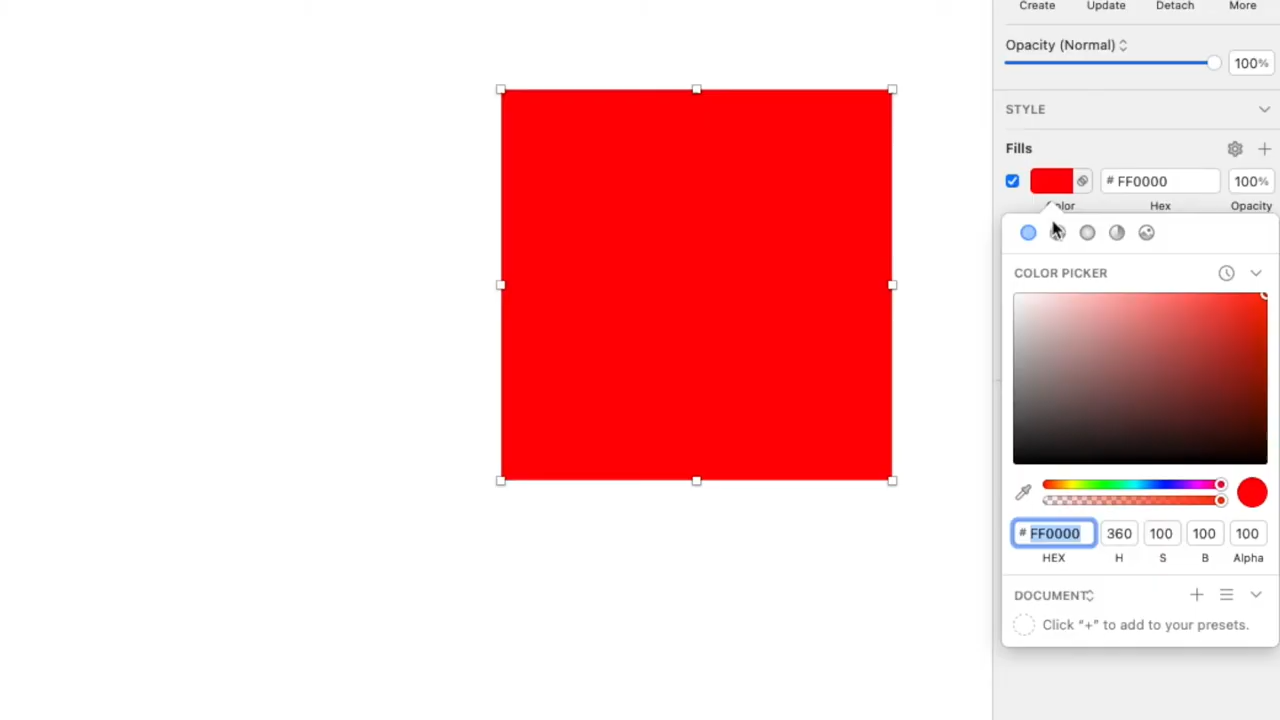 Create Update Detach More
Opacity (Normal)
100%
STYLE
Fills
# FF0000 100%
Color Hex Opacity
COLOR PICKER
# FF0000 360 100 100 100
HEX H S B Alpha
DOCUMENT
Click “+” to add to your presets.